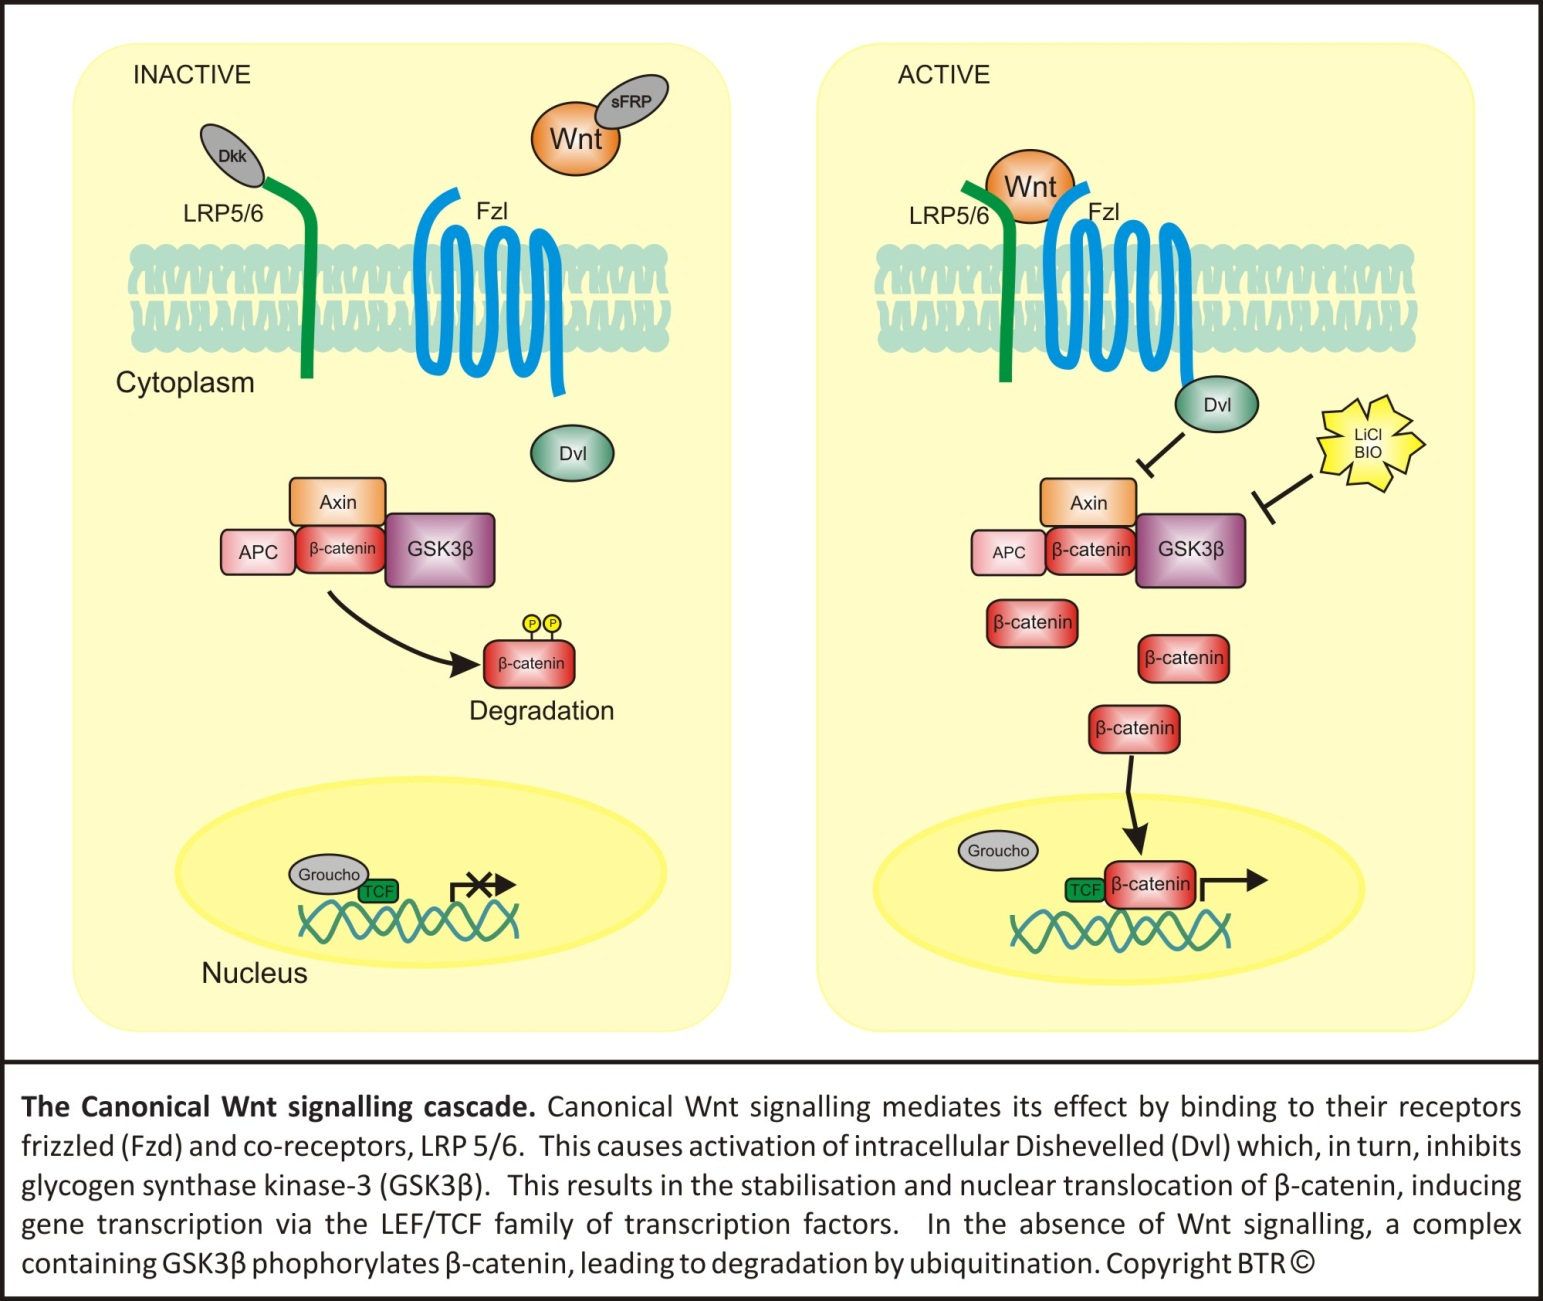 INACTIVE
sFRP
Wnt
Dkk
LRP5/6
Fzl
Cytoplasm
Dvl
Axin
APC
β-catenin
GSK3β
P P
β-catenin
Degradation
Groucho
TCF
Nucleus
ACTIVE
Wnt
LRP5/6
Fzl
Dvl
LiCl
BIO
Axin
APC
β-catenin
GSK3β
β-catenin
β-catenin
β-catenin
Groucho
TCF
β-catenin
The Canonical Wnt signalling cascade. Canonical Wnt signalling mediates its effect by binding to their receptors
frizzled (Fzd) and co-receptors, LRP 5/6. This causes activation of intracellular Dishevelled (Dvl) which, in turn, inhibits
glycogen synthase kinase-3 (GSK3β). This results in the stabilisation and nuclear translocation of β-catenin, inducing
gene transcription via the LEF/TCF family of transcription factors. In the absence of Wnt signalling, a complex
containing GSK3β phophorylates β-catenin, leading to degradation by ubiquitination. Copyright BTR ©